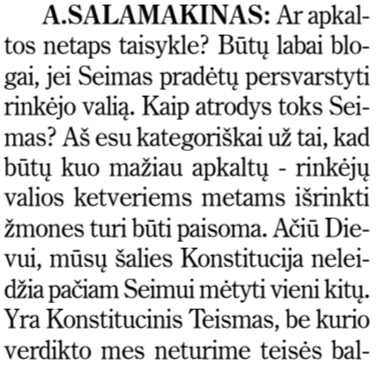 A.SALAMAKINAS: Ar apkal-
tos netaps taisykle? Būtų labai blo-
gai, jei Seimas pradėtų persvarstyti
rinkėjo valią. Kaip atrodys toks Sei-
mas? Aš esu kategoriškai už tai, kad
būtų kuo mažiau apkaltų - rinkėjų
valios ketveriems metams išrinkti
žmones turi būti paisoma. Ačiū Die-
vui, mūsų šalies Konstitucija nelei-
džia pačiam Seimui mėtyti vieni kitų.
Yra Konstitucinis Teismas, be kurio
verdikto mes neturime teisės bal-